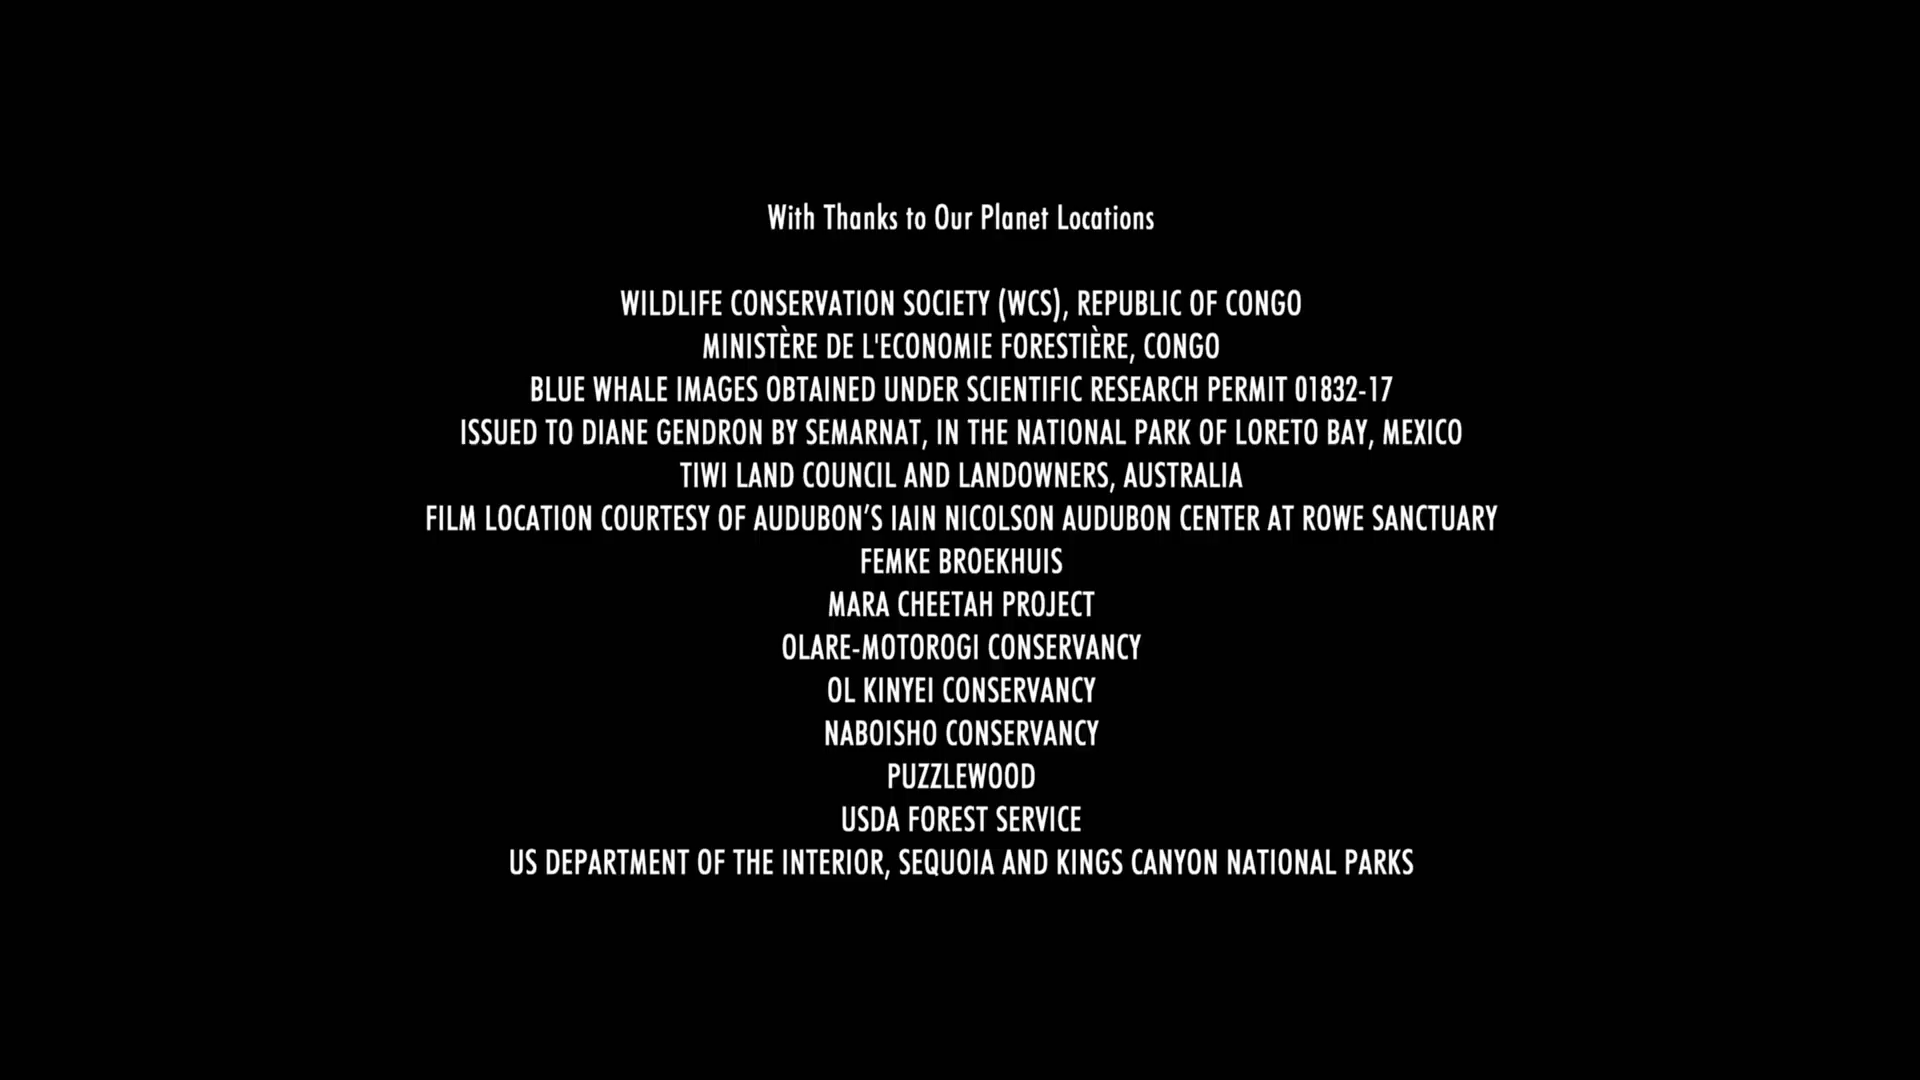 With Thanks to Our Planet Locations
WILDLIFE CONSERVATION SOCIETY (WCS), REPUBLIC OF CONGO
MINISTÈRE DE L'ECONOMIE FORESTIÈRE, CONGO
BLUE WHALE IMAGES OBTAINED UNDER SCIENTIFIC RESEARCH PERMIT 01832-17
ISSUED TO DIANE GENDRON BY SEMARNAT, IN THE NATIONAL PARK OF LORETO BAY, MEXICO
TIWI LAND COUNCIL AND LANDOWNERS, AUSTRALIA
FILM LOCATION COURTESY OF AUDUBON’S IAIN NICOLSON AUDUBON CENTER AT ROWE SANCTUARY
FEMKE BROEKHUIS
MARA CHEETAH PROJECT
OLARE-MOTOROGI CONSERVANCY
OL KINYEI CONSERVANCY
NABOISHO CONSERVANCY
PUZZLEWOOD
USDA FOREST SERVICE
US DEPARTMENT OF THE INTERIOR, SEQUOIA AND KINGS CANYON NATIONAL PARKS